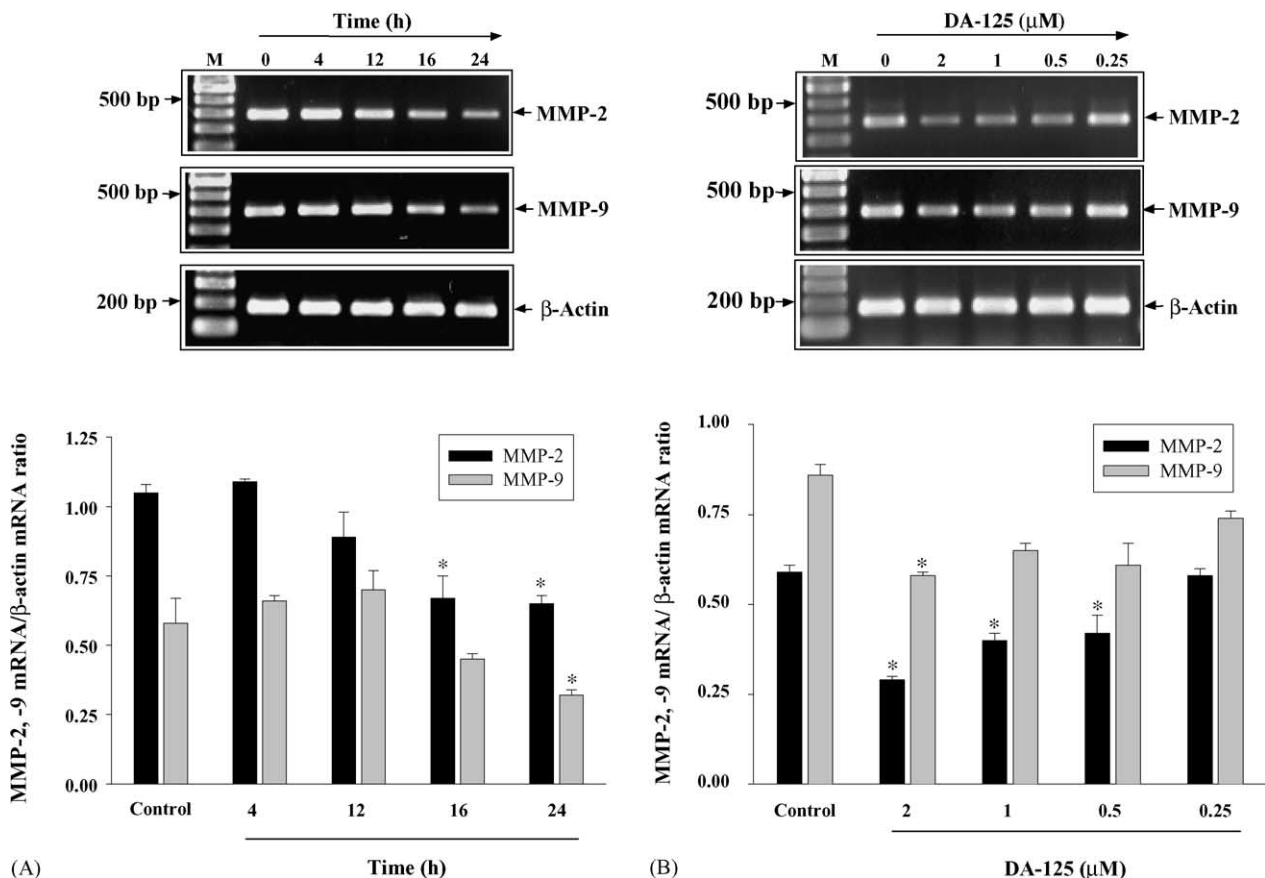 Time (h)
M 0 4 12 16 24
500 bp
MMP-2
500 bp
MMP-9
200 bp
β-Actin
DA-125 (μM)
M 0 2 1 0.5 0.25
500 bp
MMP-2
500 bp
MMP-9
200 bp
β-Actin
MMP-2, -9 mRNA/β-actin mRNA ratio
1.25
1.00
0.75
0.50
0.25
0.00
MMP-2
MMP-9
* *
*
Control 4 12 16 24
Time (h)
(A)
MMP-2, -9 mRNA/ β-actin mRNA ratio
1.00
0.75
0.50
0.25
0.00
MMP-2
MMP-9
* * * *
Control 2 1 0.5 0.25
DA-125 (μM)
(B)